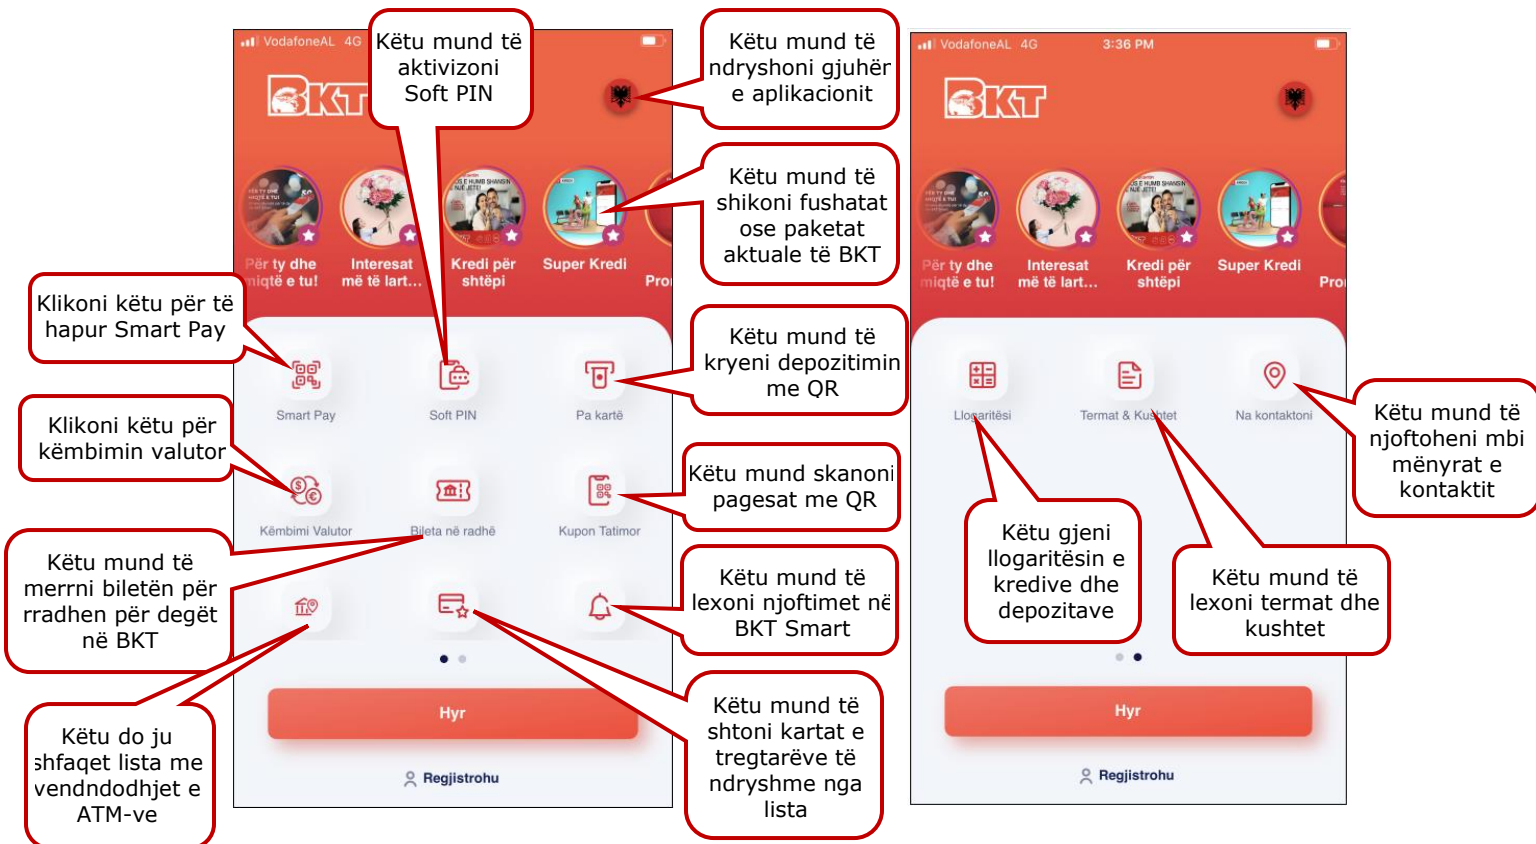 VodafoneAL 4G
BKT
Këtu mund të
aktivizoni
Soft PIN
Këtu mund të
ndryshoni gjuhër
e aplikacionit
Këtu mund të
shikoni fushatat
ose paketat
aktuale të BKT
Për ty dhe
miqtë e tu!
Interesat
më të lart...
Kredi për
shtëpi
Super Kredi
Pro
Klikoni këtu për të
hapur Smart Pay
Këtu mund të
kryeni depozitimin
me QR
Smart Pay
Soft PIN
Pa kartë
Klikoni këtu për
këmbimin valutor
Këtu mund skanoni
pagesat me QR
Këmbimi Valutor
Bileta në radhë
Kupon Tatimor
Këtu mund të
merrni biletën për
rradhen për degët
në BKT
Këtu mund të
lexoni njoftimet në
BKT Smart
Këtu do ju
shfaqet lista me
vendndodhjet e
ATM-ve
Këtu mund të
shtoni kartat e
tregtarëve të
ndryshme nga
lista
Hyr
Regjistrohu
VodafoneAL 4G
3:36 PM
BKT
Për ty dhe
miqtë e tu!
Interesat
më të lart...
Kredi për
shtëpi
Super Kredi
Pro
Llogaritësi
Termat & Kushtet
Na kontaktoni
Këtu mund të
njoftoheni mbi
mënyrat e
kontaktit
Këtu gjeni
llogaritësin e
kredive dhe
depozitave
Këtu mund të
lexoni termat dhe
kushtet
Hyr
Regjistrohu